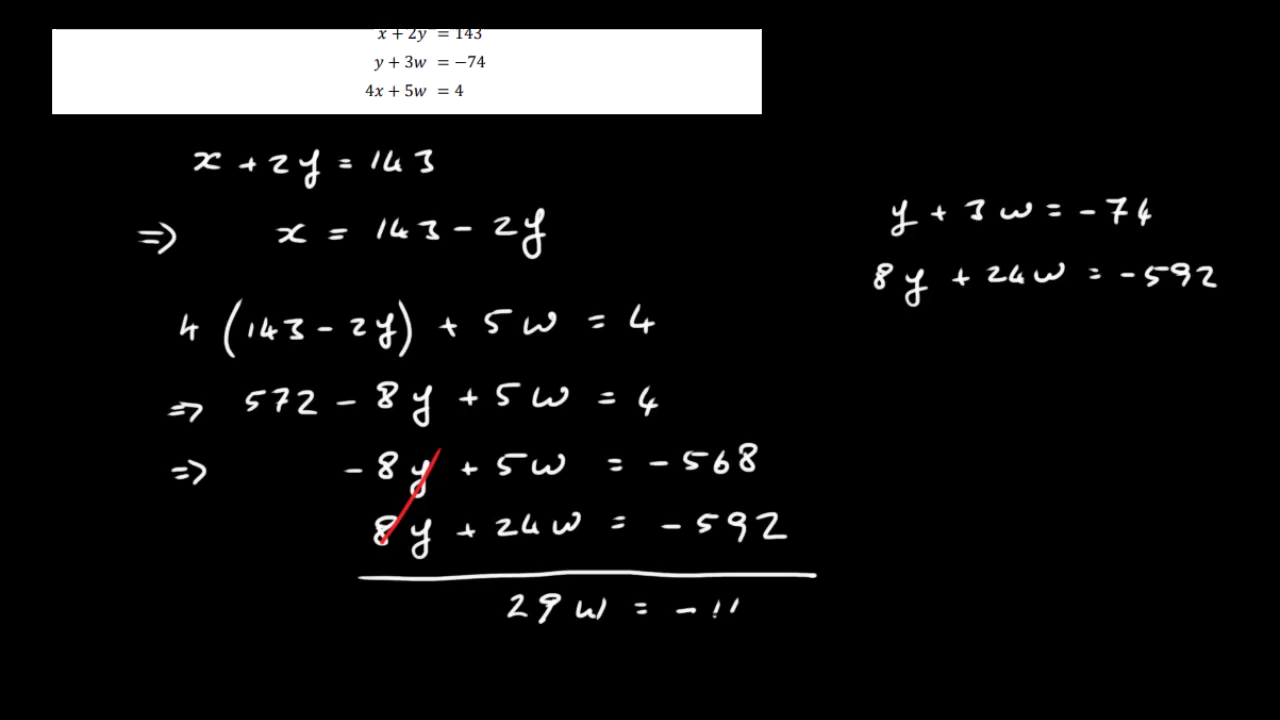 x + 2y = 143
y + 3w = −74
4x + 5w = 4
x + 2y = 143
⇒ x = 143 − 2y
4(143 − 2y) + 5w = 4
⇒ 572 − 8y + 5w = 4
⇒ −8y + 5w = −568
8y + 24w = −592
29w = −11
y + 3w = −74
8y + 24w = −592